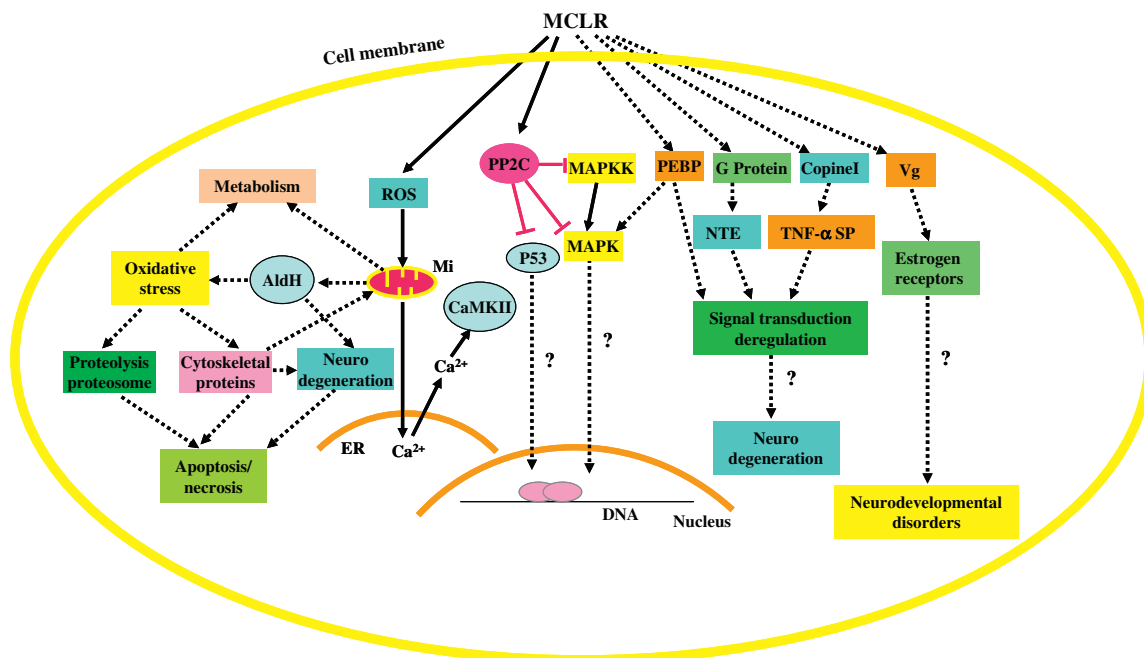 MCLR
Cell membrane
PP2C
MAPKK
PEBP
G Protein
CopineI
Vg
Metabolism
ROS
NTE
TNF-α SP
MAPK
P53
Mi
Oxidative
stress
AldH
Estrogen
receptors
CaMKII
Signal transduction
deregulation
?
?
?
?
Proteolysis
proteosome
Cytoskeletal
proteins
Neuro
degeneration
Ca²⁺
ER
Ca²⁺
Neuro
degeneration
Apoptosis/
necrosis
DNA
Nucleus
Neurodevelopmental
disorders